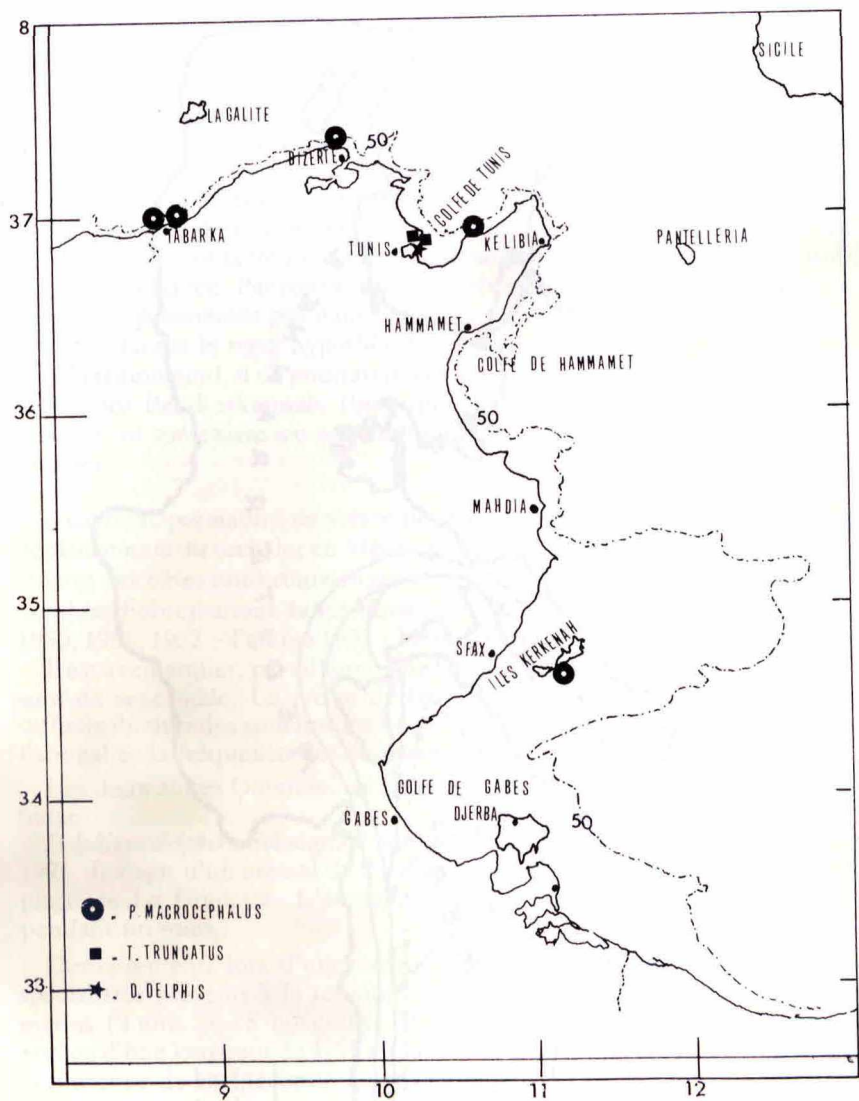 8
SICILE
LA GALITE
50
BIZERTE
GOLFE DE TUNIS
37
TABARKA
TUNIS
KELIBIA
PANTELLERIA
HAMMAMET
GOLFE DE HAMMAMET
36
50
MAHDIA
35
SFAX
ILES KERKENAH
GOLFE DE GABES
34
GABES
DJERBA
50
. P. MACROCEPHALUS
. T. TRUNCATUS
33
. D. DELPHIS
9 10 11 12